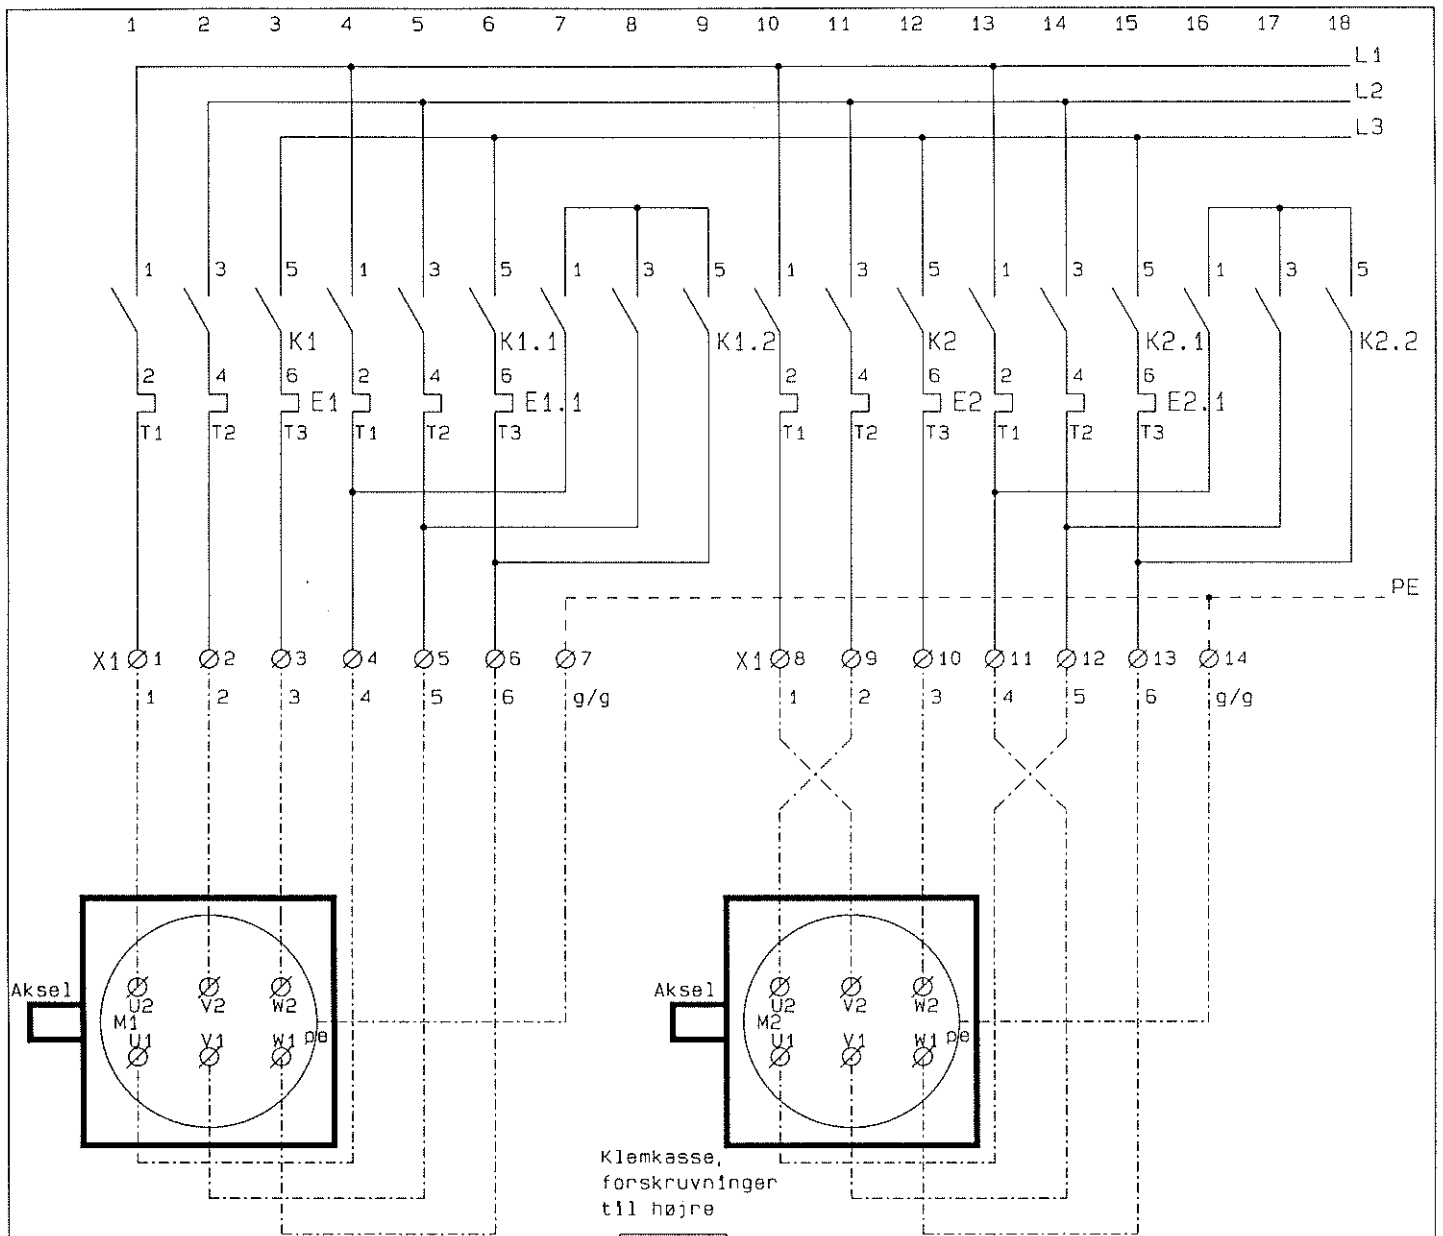 1 2 3 4 5 6 7 8 9 10 11 12 13 14 15 16 17 18
L1
L2
L3
1 3 5 1 3 5 1 3 5 1 3 5 1 3 5 1 3 5
K1 K1.1 K1.2 K2 K2.1 K2.2
2 4 6 2 4 6 2 4 6 2 4 6
E1 E1.1 E2 E2.1
T1 T2 T3 T1 T2 T3 T1 T2 T3 T1 T2 T3
PE
X1 1 2 3 4 5 6 7 X1 8 9 10 11 12 13 14
1 2 3 4 5 6 g/g 1 2 3 4 5 6 g/g
Aksel Aksel
U2 V2 W2 U2 V2 W2
M1 M2
U1 V1 W1 pe U1 V1 W1 pe
Klemkasse,
forskruvninger
til højre